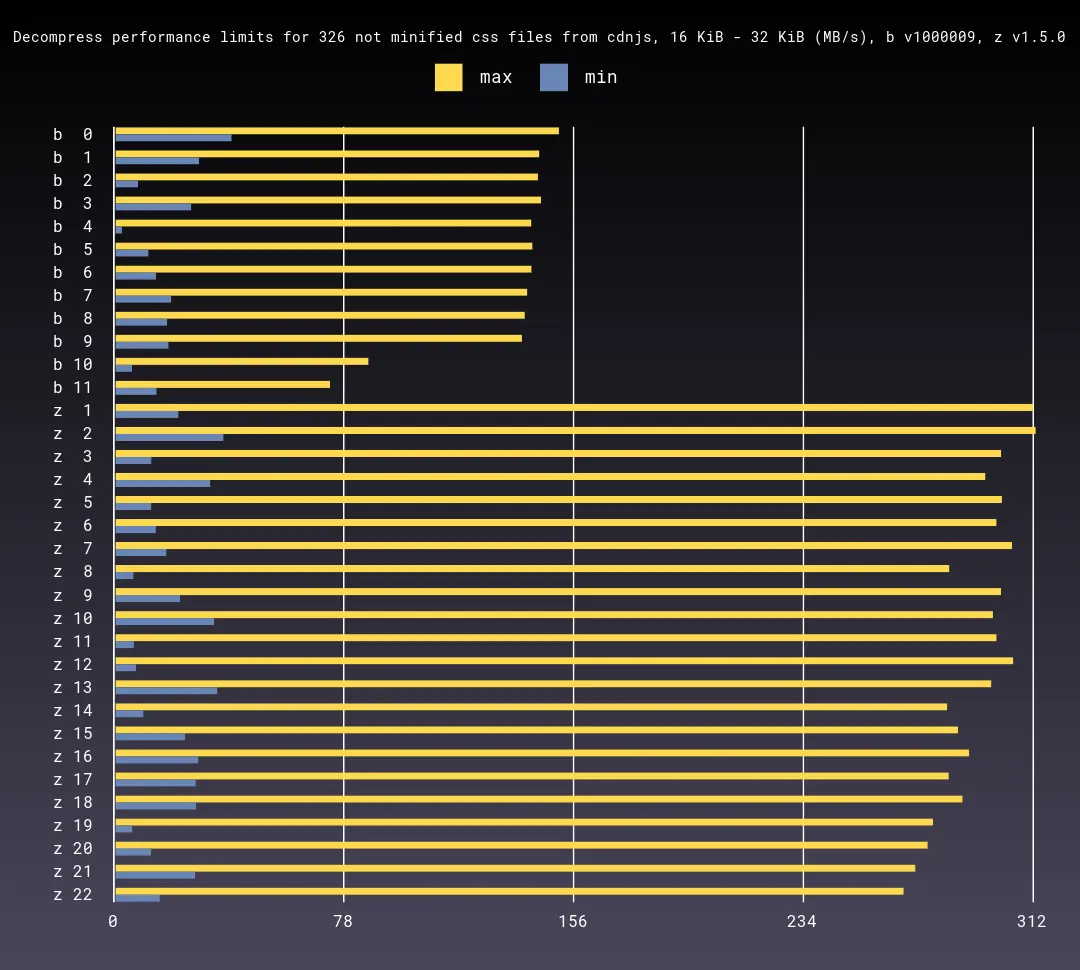 Decompress performance limits for 326 not minified css files from cdnjs, 16 KiB - 32 KiB (MB/s), b v1000009, z v1.5.0
max min
b 0
b 1
b 2
b 3
b 4
b 5
b 6
b 7
b 8
b 9
b 10
b 11
z 1
z 2
z 3
z 4
z 5
z 6
z 7
z 8
z 9
z 10
z 11
z 12
z 13
z 14
z 15
z 16
z 17
z 18
z 19
z 20
z 21
z 22
0 78 156 234 312